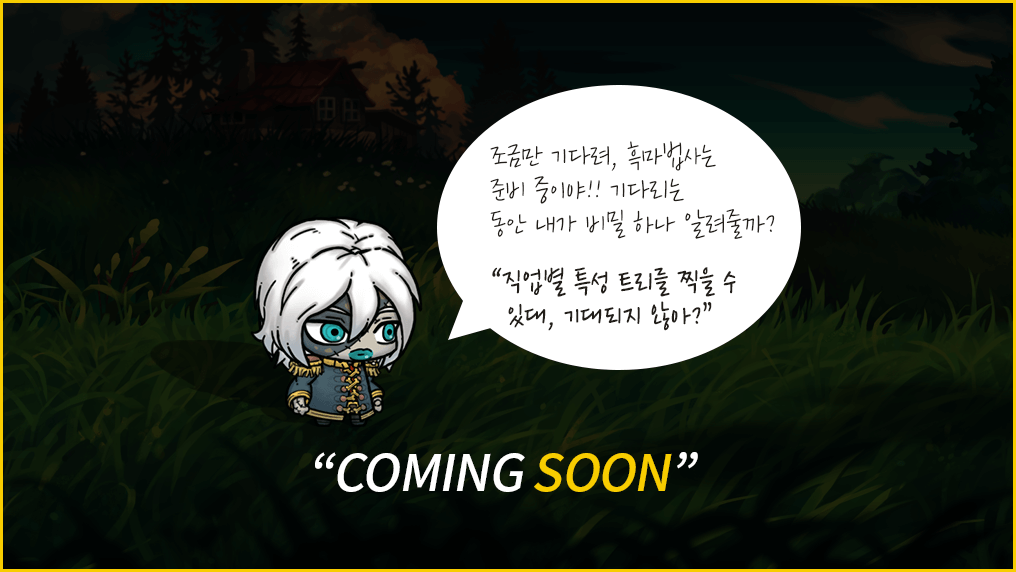 조금만 기다려, 흑마법사는
준비 중이야!! 기다리는
동안 내가 비밀 하나 알려줄까?
“직업별 특성 트리를 찍을 수
있대, 기대되지 않아?”
“COMING SOON”